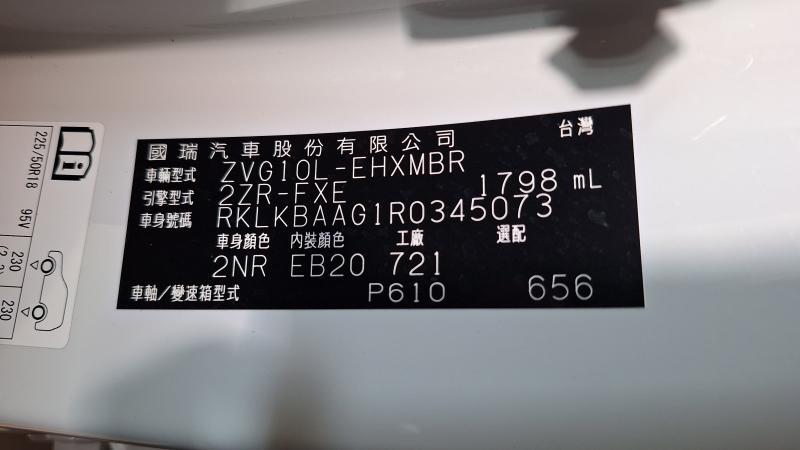 國瑞汽車股份有限公司 台灣
車輛型式 ZVG10L-EHXMBR
引擎型式 2ZR-FXE 1798 mL
車身號碼 RKLKBAAG1R0345073
車身顏色 內裝顏色 工廠 選配
2NR EB20 721
車軸/變速箱型式 P610 656
225/50R18 95V
230
230